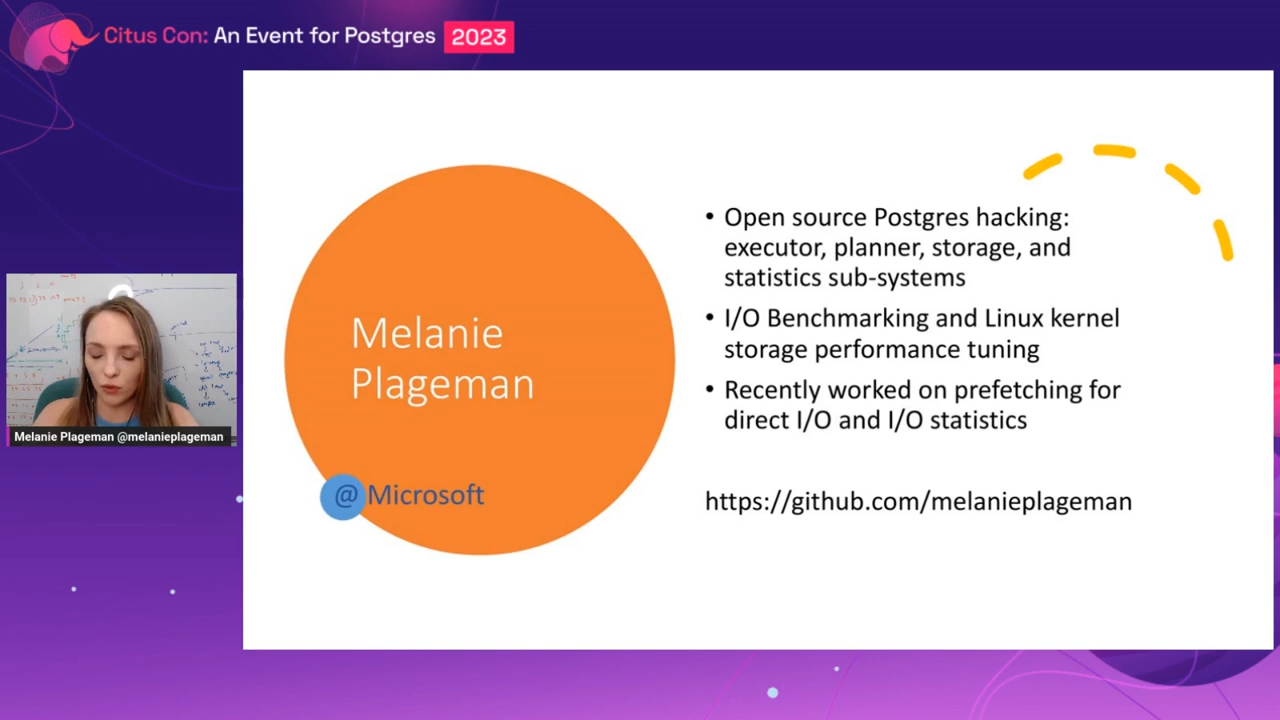 Citus Con: An Event for Postgres 2023
Melanie
Plageman
@ Microsoft
• Open source Postgres hacking:
executor, planner, storage, and
statistics sub-systems
• I/O Benchmarking and Linux kernel
storage performance tuning
• Recently worked on prefetching for
direct I/O and I/O statistics
https://github.com/melanieplageman
Melanie Plageman @melanieplageman